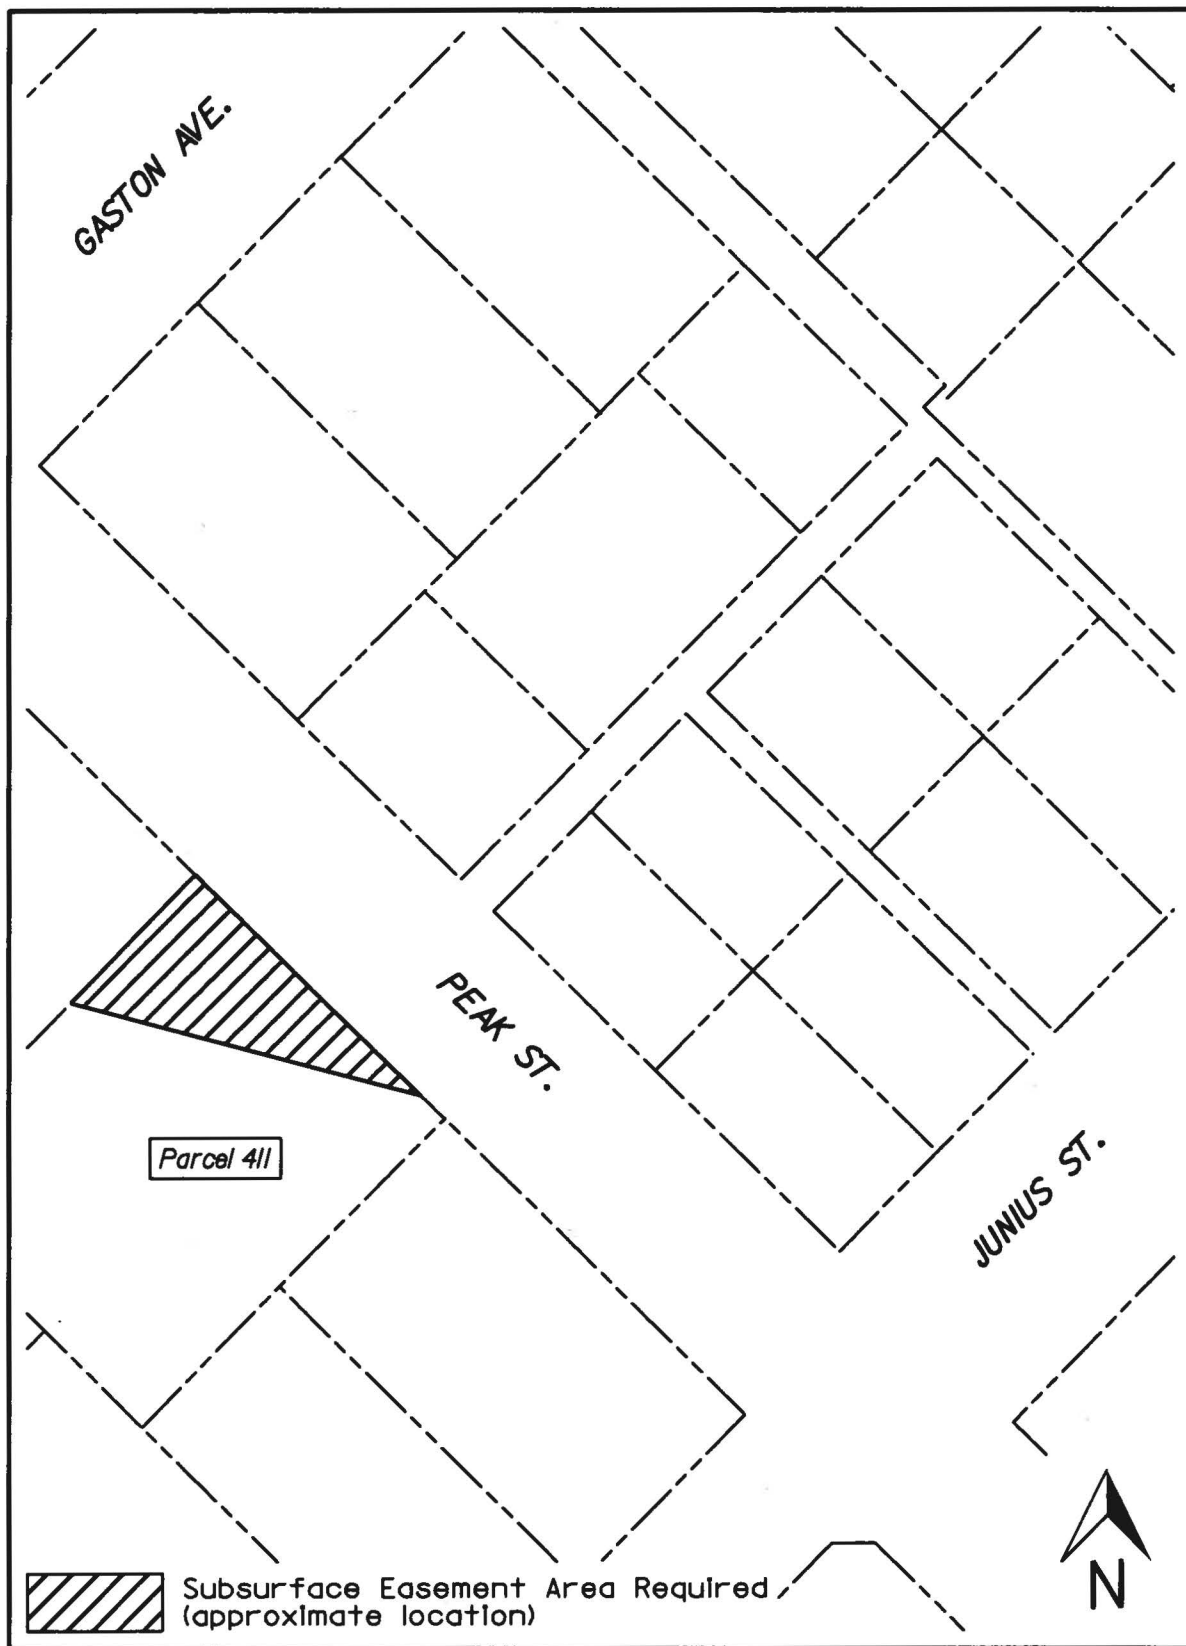 GASTON AVE.
PEAK ST.
Parcel 411
JUNIUS ST.
N
Subsurface Easement Area Required
(approximate location)